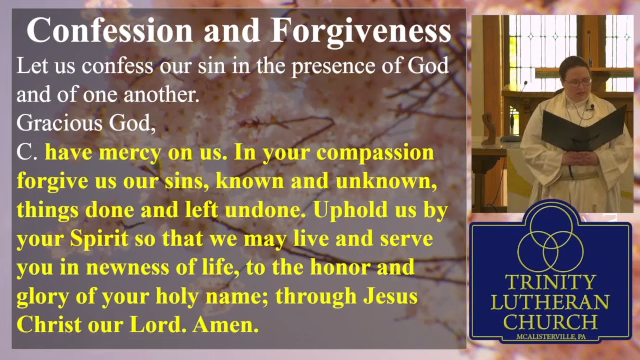 Confession and Forgiveness
Let us confess our sin in the presence of God
and of one another.
Gracious God,
C. have mercy on us. In your compassion
forgive us our sins, known and unknown,
things done and left undone. Uphold us by
your Spirit so that we may live and serve
you in newness of life, to the honor and
glory of your holy name; through Jesus
Christ our Lord. Amen.
TRINITY
LUTHERAN
CHURCH
MCALISTERVILLE, PA